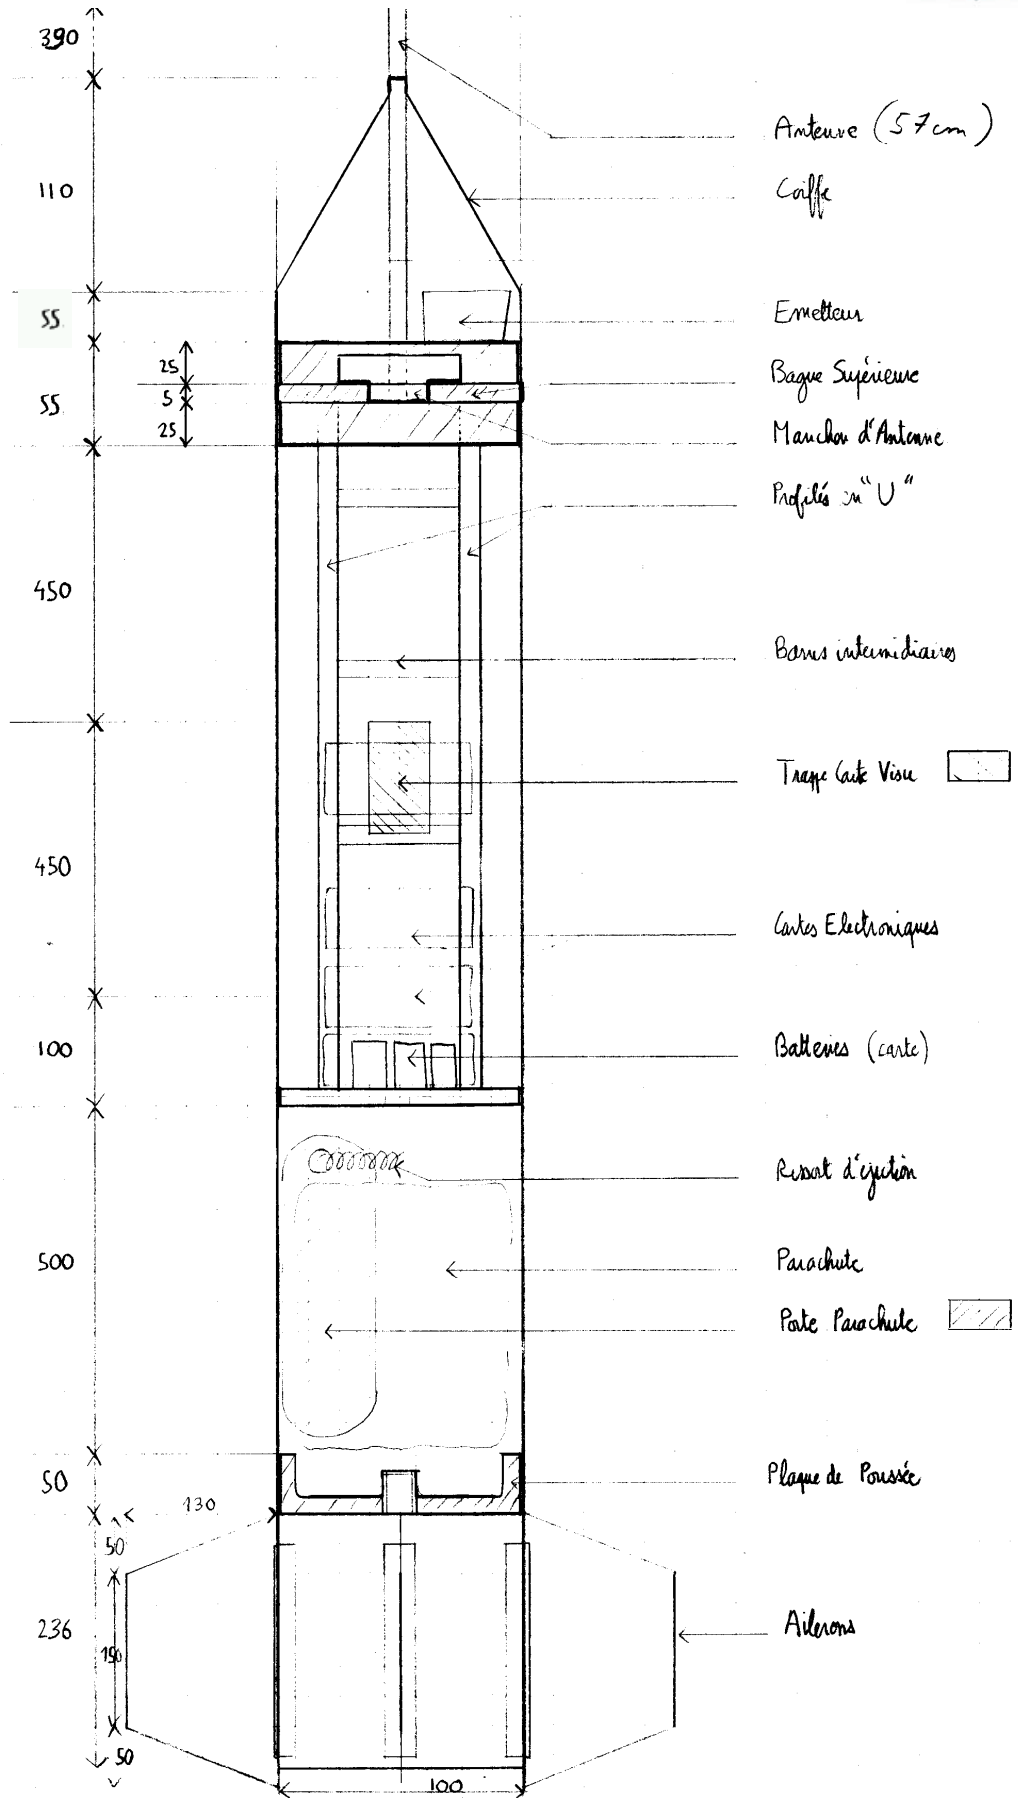 390
Antenne (57cm)
110
Coiffe
55
Emetteur
25
Bague Supérieure
5
55
25
Manchon d'Antenne
Profilés en "U"
450
Barres intermédiaires
Trappe Carte Visu
450
Cartes Electroniques
100
Batteries (carte)
Ressort d'éjection
500
Parachute
Porte Parachute
50
Plaque de Poussée
130
50
236
150
Ailerons
50
100